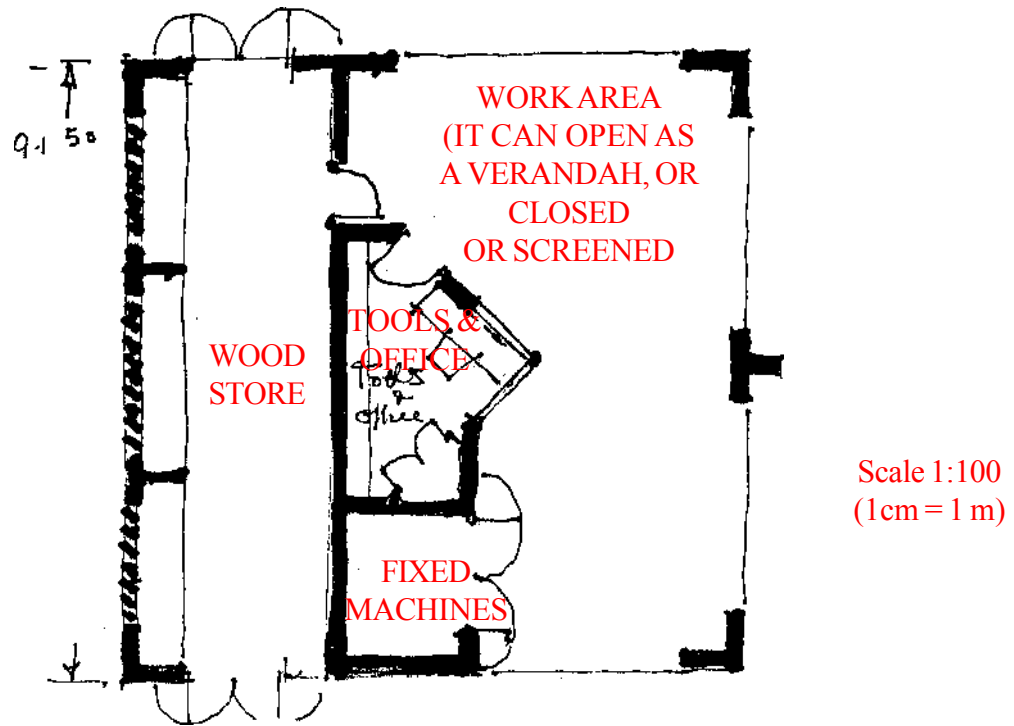 WORK AREA
(IT CAN OPEN AS
A VERANDAH, OR
CLOSED
OR SCREENED
9.1 50
TOOLS &
OFFICE
Tools
&
office
WOOD
STORE
FIXED
MACHINES
Scale 1:100
(1cm = 1 m)